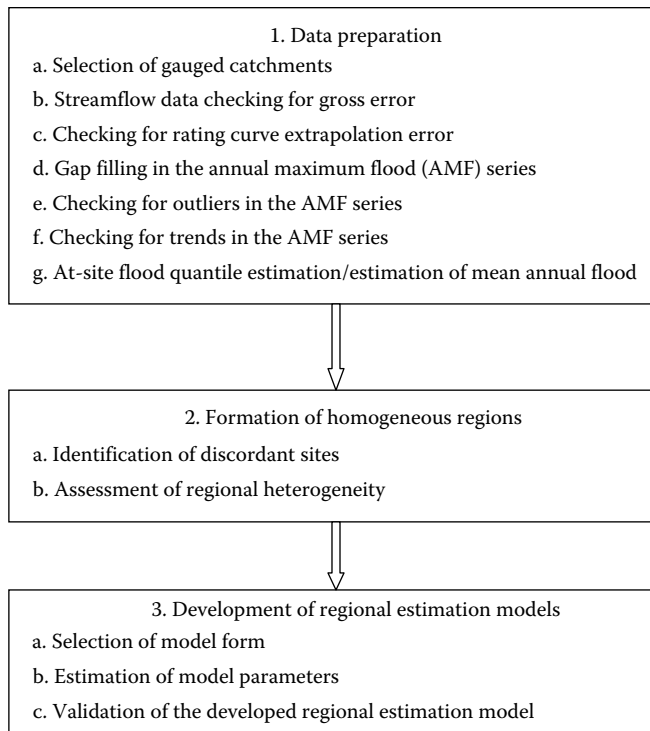 1. Data preparation
a. Selection of gauged catchments
b. Streamflow data checking for gross error
c. Checking for rating curve extrapolation error
d. Gap filling in the annual maximum flood (AMF) series
e. Checking for outliers in the AMF series
f. Checking for trends in the AMF series
g. At-site flood quantile estimation/estimation of mean annual flood
2. Formation of homogeneous regions
a. Identification of discordant sites
b. Assessment of regional heterogeneity
3. Development of regional estimation models
a. Selection of model form
b. Estimation of model parameters
c. Validation of the developed regional estimation model